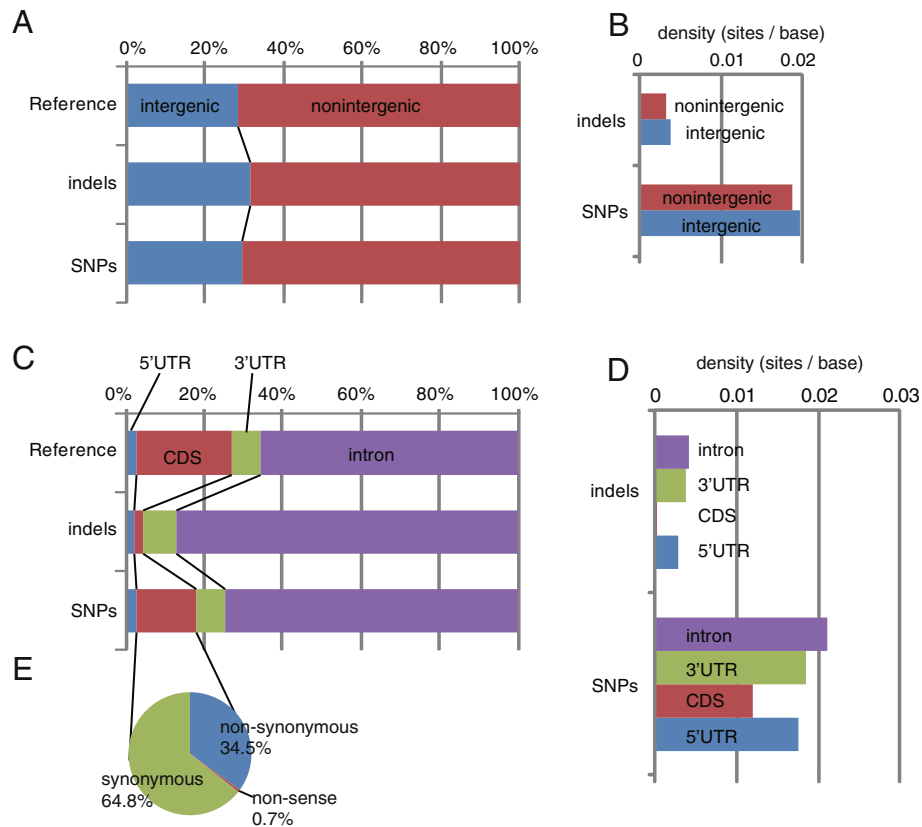 A
0% 20% 40% 60% 80% 100%
Reference
intergenic
nonintergenic
indels
SNPs
B
density (sites / base)
0 0.01 0.02
indels
nonintergenic
intergenic
SNPs
nonintergenic
intergenic
C
5'UTR 3'UTR
0% 20% 40% 60% 80% 100%
Reference
CDS
intron
indels
SNPs
D
density (sites / base)
0 0.01 0.02 0.03
indels
intron
3'UTR
CDS
5'UTR
SNPs
intron
3'UTR
CDS
5'UTR
E
non-synonymous
34.5%
synonymous
64.8%
non-sense
0.7%